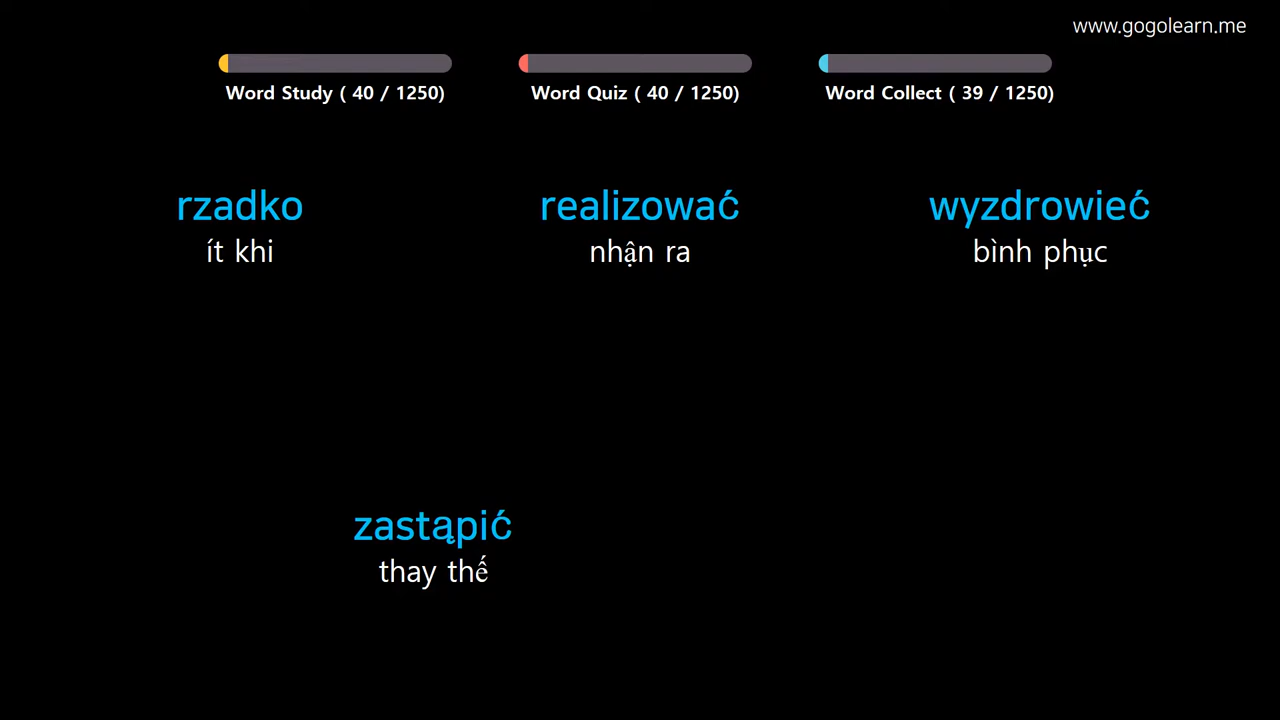 www.gogolearn.me
Word Study ( 40 / 1250)
Word Quiz ( 40 / 1250)
Word Collect ( 39 / 1250)
rzadko
ít khi
realizować
nhận ra
wyzdrowieć
bình phục
zastąpić
thay thế